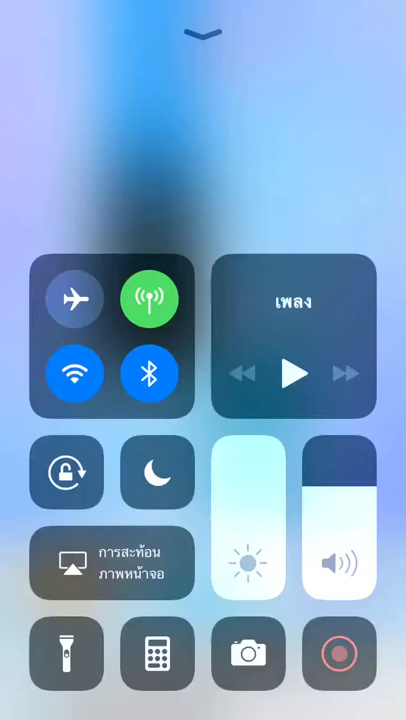 เพลง
การสะท้อน
ภาพหน้าจอ